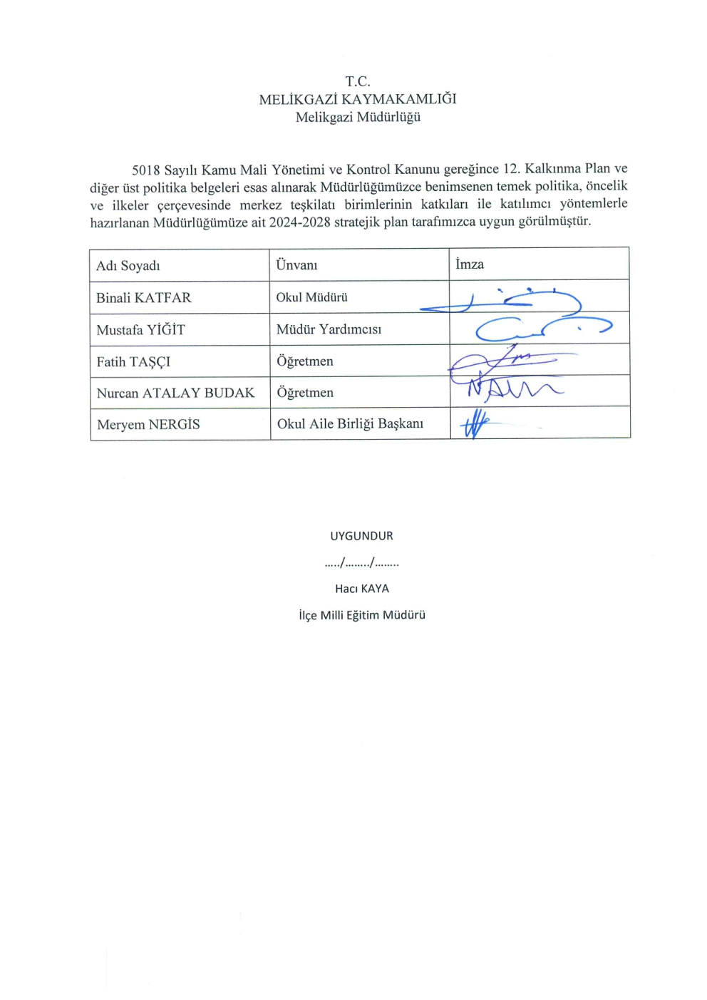 T.C.
MELİKGAZİ KAYMAKAMLIĞI
Melikgazi Müdürlüğü
5018 Sayılı Kamu Mali Yönetimi ve Kontrol Kanunu gereğince 12. Kalkınma Plan ve
diğer üst politika belgeleri esas alınarak Müdürlüğümüzce benimsenen temek politika, öncelik
ve ilkeler çerçevesinde merkez teşkilatı birimlerinin katkıları ile katılımcı yöntemlerle
hazırlanan Müdürlüğümüze ait 2024-2028 stratejik plan tarafımızca uygun görülmüştür.
Adı Soyadı Ünvanı İmza
Binali KATFAR Okul Müdürü
Mustafa YİĞİT Müdür Yardımcısı
Fatih TAŞÇI Öğretmen
Nurcan ATALAY BUDAK Öğretmen
Meryem NERGİS Okul Aile Birliği Başkanı
UYGUNDUR
...../......../........
Hacı KAYA
İlçe Milli Eğitim Müdürü